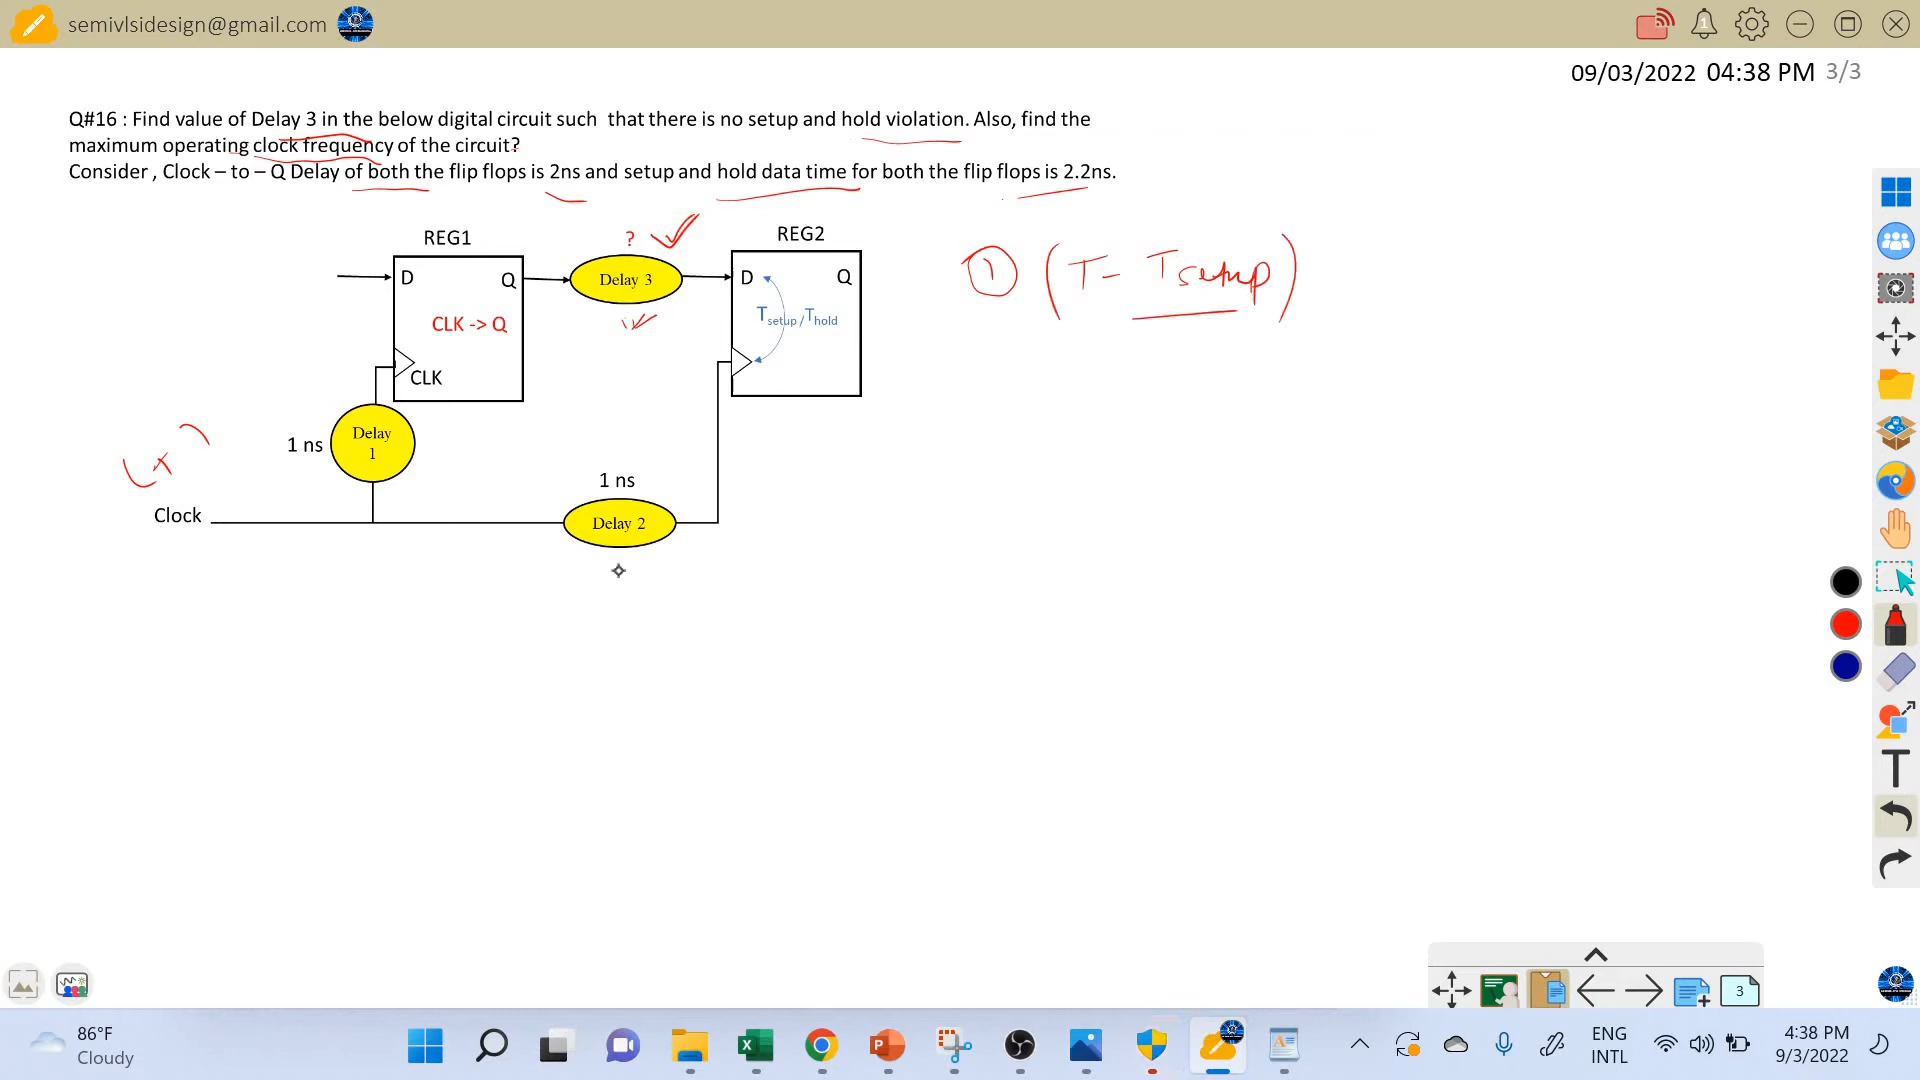 semivlsidesign@gmail.com
1
09/03/2022 04:38 PM 3/3
Q#16 : Find value of Delay 3 in the below digital circuit such that there is no setup and hold violation. Also, find the
maximum operating clock frequency of the circuit?
Consider , Clock – to – Q Delay of both the flip flops is 2ns and setup and hold data time for both the flip flops is 2.2ns.
REG1
?
REG2
D
Q
Delay 3
D
Q
① (T - Tsetup)
CLK -> Q
Tsetup /Thold
CLK
1 ns
Delay
1
1 ns
Clock
Delay 2
T
3
86°F
Cloudy
ENG
INTL
4:38 PM
9/3/2022